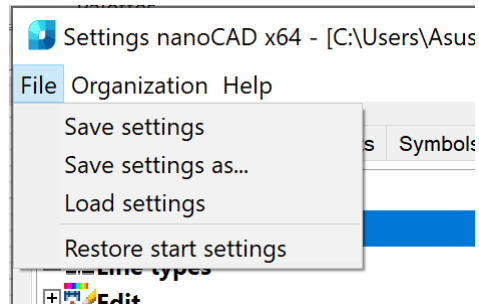 Palettes
Settings nanoCAD x64 - [C:\Users\Asus
File Organization Help
Save settings
s Symbols
Save settings as...
Load settings
Restore start settings
Line types
Edit